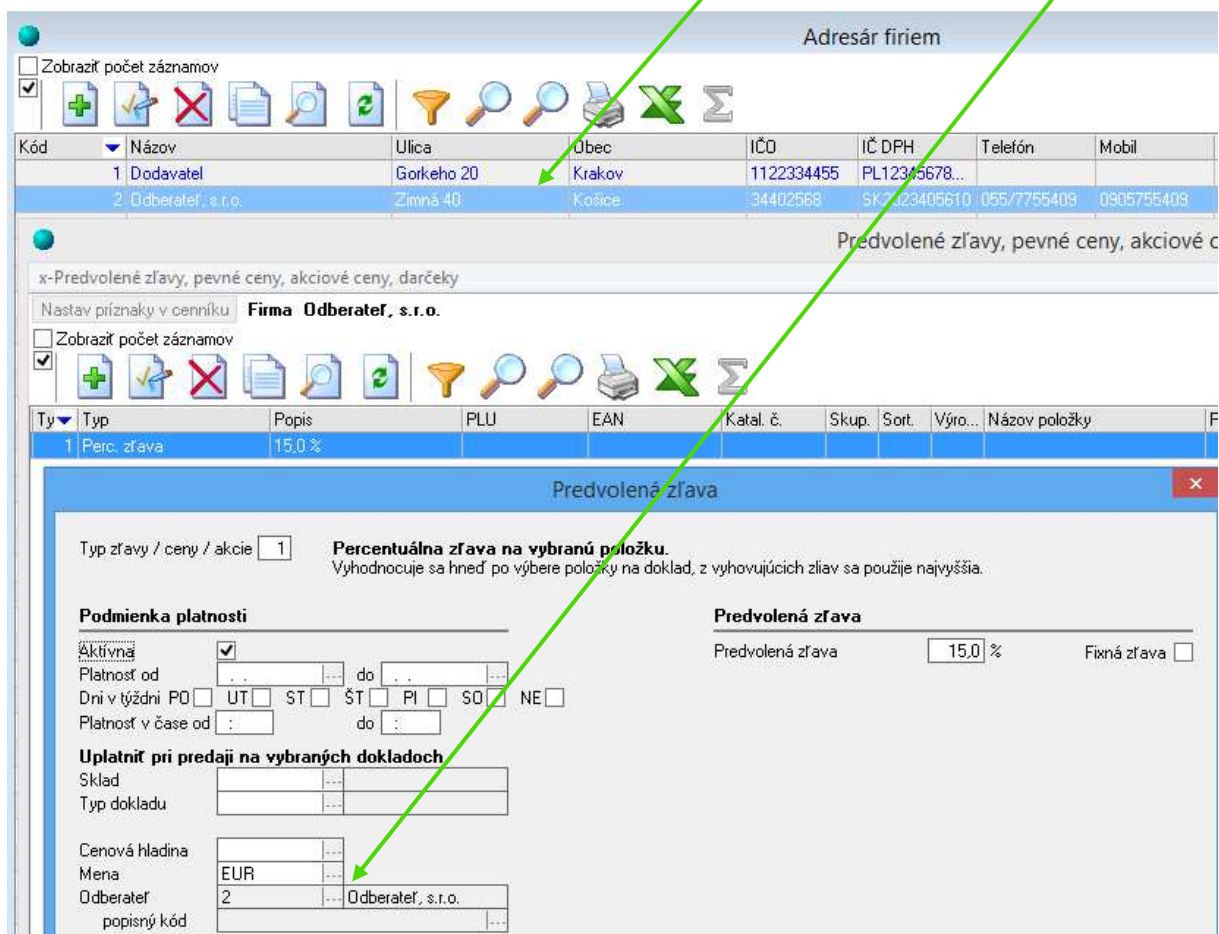 Adresár firiem
Zobraziť počet záznamov
Kód Názov Ulica Obec IČO IČ DPH Telefón Mobil
1 Dodavatel Gorkeho 20 Krakov 1122334455 PL12345678...
2 Odberateľ, s.r.o. Zimná 40 Košice 34402568 SK2023405610 055/7755409 0905755409
Predvolené zľavy, pevné ceny, akciové c
x-Predvolené zľavy, pevné ceny, akciové ceny, darčeky
Nastav príznaky v cenníku Firma Odberateľ, s.r.o.
Zobraziť počet záznamov
Ty Typ Popis PLU EAN Katal. č. Skup. Sort. Výro... Názov položky
1 Perc. zľava 15,0 %
Predvolená zľava
Typ zľavy / ceny / akcie 1 Percentuálna zľava na vybranú položku.
Vyhodnocuje sa hneď po výbere položky na doklad, z vyhovujúcich zliav sa použije najvyššia.
Podmienka platnosti Predvolená zľava
Aktívna Predvolená zľava 15,0 % Fixná zľava
Platnosť od . . ... do . . ...
Dni v týždni PO UT ST ŠT PI SO NE
Platnosť v čase od : do :
Uplatniť pri predaji na vybraných dokladoch
Sklad ...
Typ dokladu ...
Cenová hladina ...
Mena EUR ...
Odberateľ 2 ... Odberateľ, s.r.o.
popisný kód ...